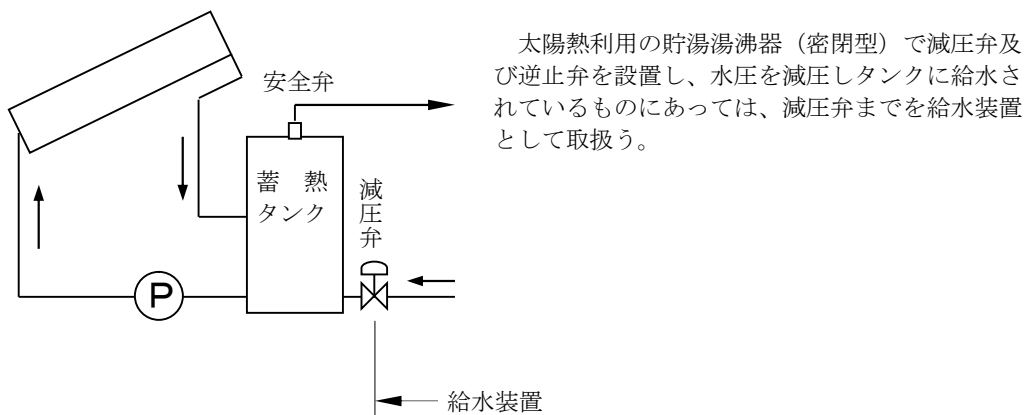 太陽熱利用の貯湯湯沸器（密閉型）で減圧弁及
び逆止弁を設置し、水圧を減圧しタンクに給水さ
れているものにあっては、減圧弁までを給水装置
として取扱う。
安全弁
蓄　熱
タンク
減圧弁
P
給水装置